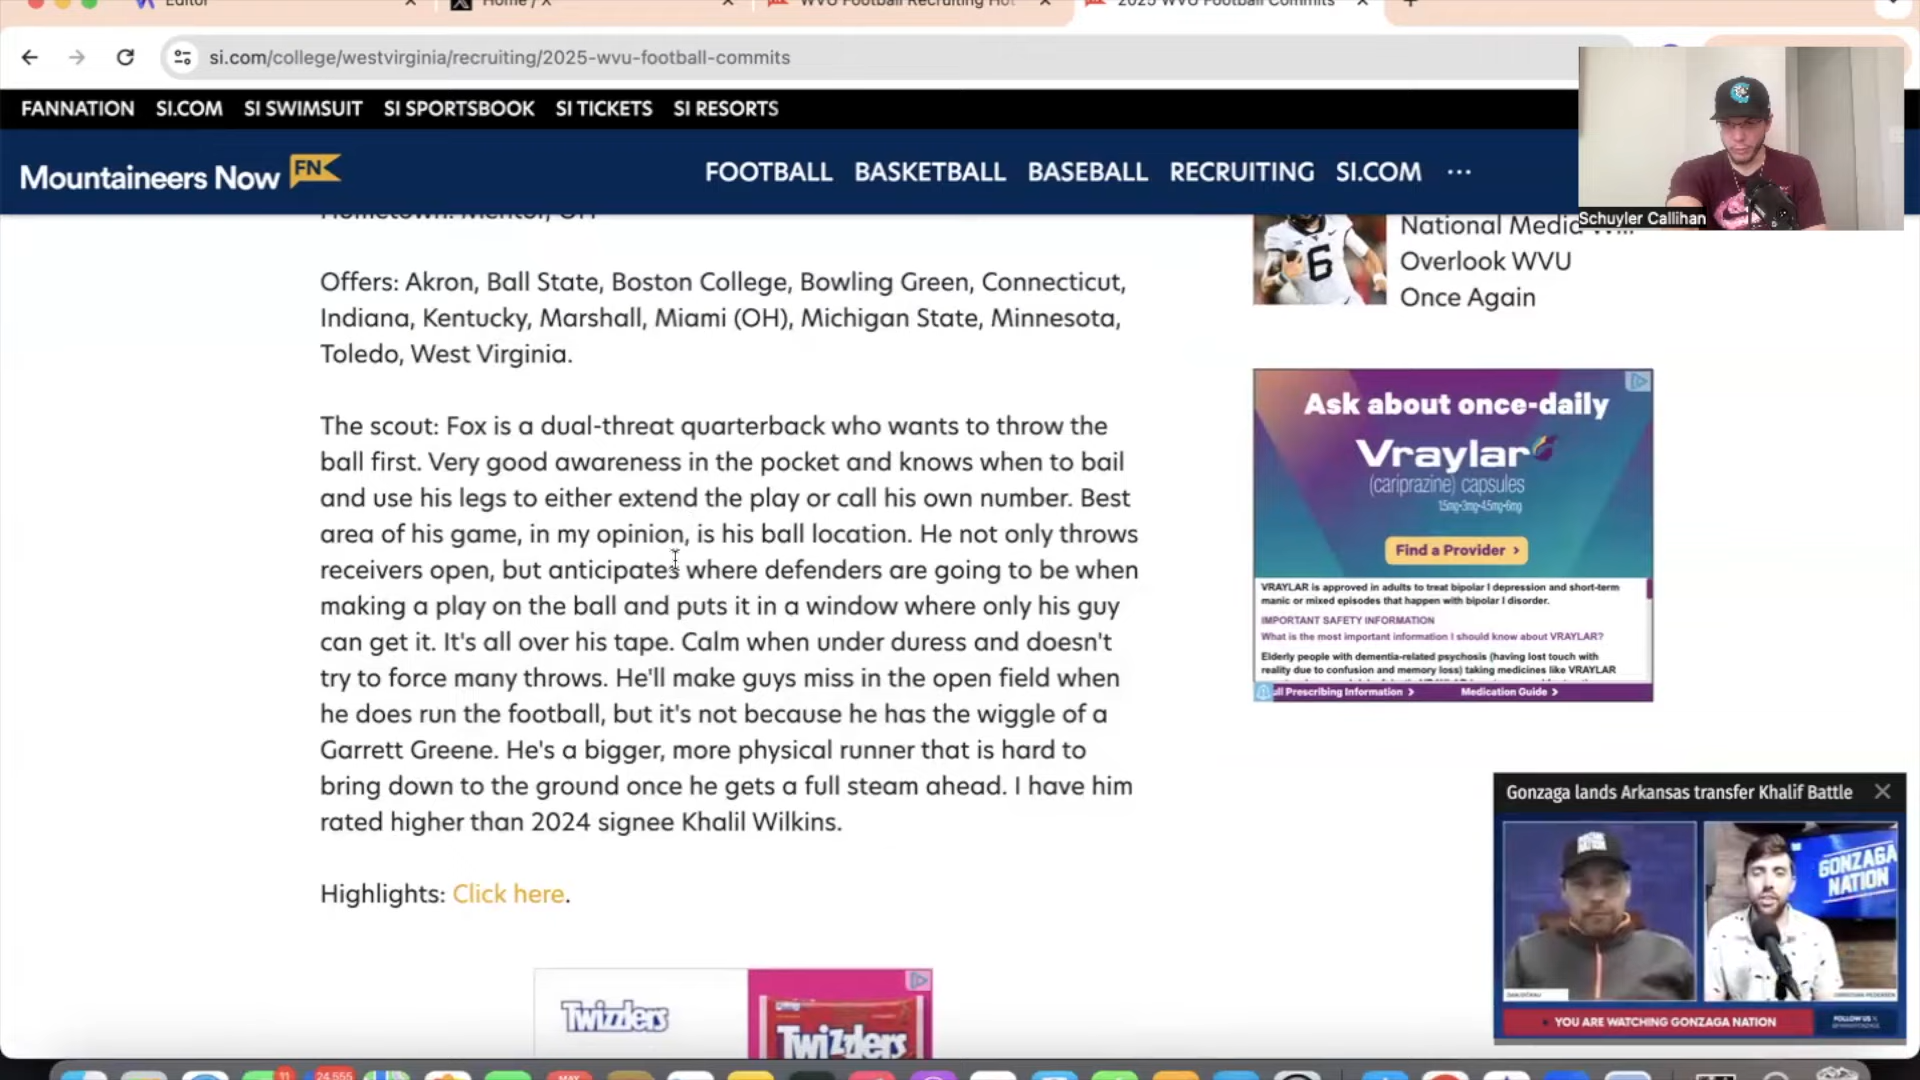 Editor
Home / X
WVU Football Recruiting Hot
2025 WVU Football Commits
si.com/college/westvirginia/recruiting/2025-wvu-football-commits
FANNATION SI.COM SI SWIMSUIT SI SPORTSBOOK SI TICKETS SI RESORTS
Mountaineers Now FN
FOOTBALL BASKETBALL BASEBALL RECRUITING SI.COM ...
Schuyler Callihan
Hometown: Mentor, OH
Offers: Akron, Ball State, Boston College, Bowling Green, Connecticut,
Indiana, Kentucky, Marshall, Miami (OH), Michigan State, Minnesota,
Toledo, West Virginia.
The scout: Fox is a dual-threat quarterback who wants to throw the
ball first. Very good awareness in the pocket and knows when to bail
and use his legs to either extend the play or call his own number. Best
area of his game, in my opinion, is his ball location. He not only throws
receivers open, but anticipates where defenders are going to be when
making a play on the ball and puts it in a window where only his guy
can get it. It's all over his tape. Calm when under duress and doesn't
try to force many throws. He'll make guys miss in the open field when
he does run the football, but it's not because he has the wiggle of a
Garrett Greene. He's a bigger, more physical runner that is hard to
bring down to the ground once he gets a full steam ahead. I have him
rated higher than 2024 signee Khalil Wilkins.
Highlights: Click here.
Twizzlers
Twizzlers
6
National Media
Overlook WVU
Once Again
Ask about once-daily
Vraylar
(cariprazine) capsules
1.5mg•3mg•4.5mg•6mg
Find a Provider >
VRAYLAR is approved in adults to treat bipolar I depression and short-term
manic or mixed episodes that happen with bipolar I disorder.
IMPORTANT SAFETY INFORMATION
What is the most important information I should know about VRAYLAR?
Elderly people with dementia-related psychosis (having lost touch with
reality due to confusion and memory loss) taking medicines like VRAYLAR
ull Prescribing Information > Medication Guide >
Gonzaga lands Arkansas transfer Khalif Battle
GONZAGA
NATION
YOU ARE WATCHING GONZAGA NATION
FOLLOW US
11
24,555
MAY